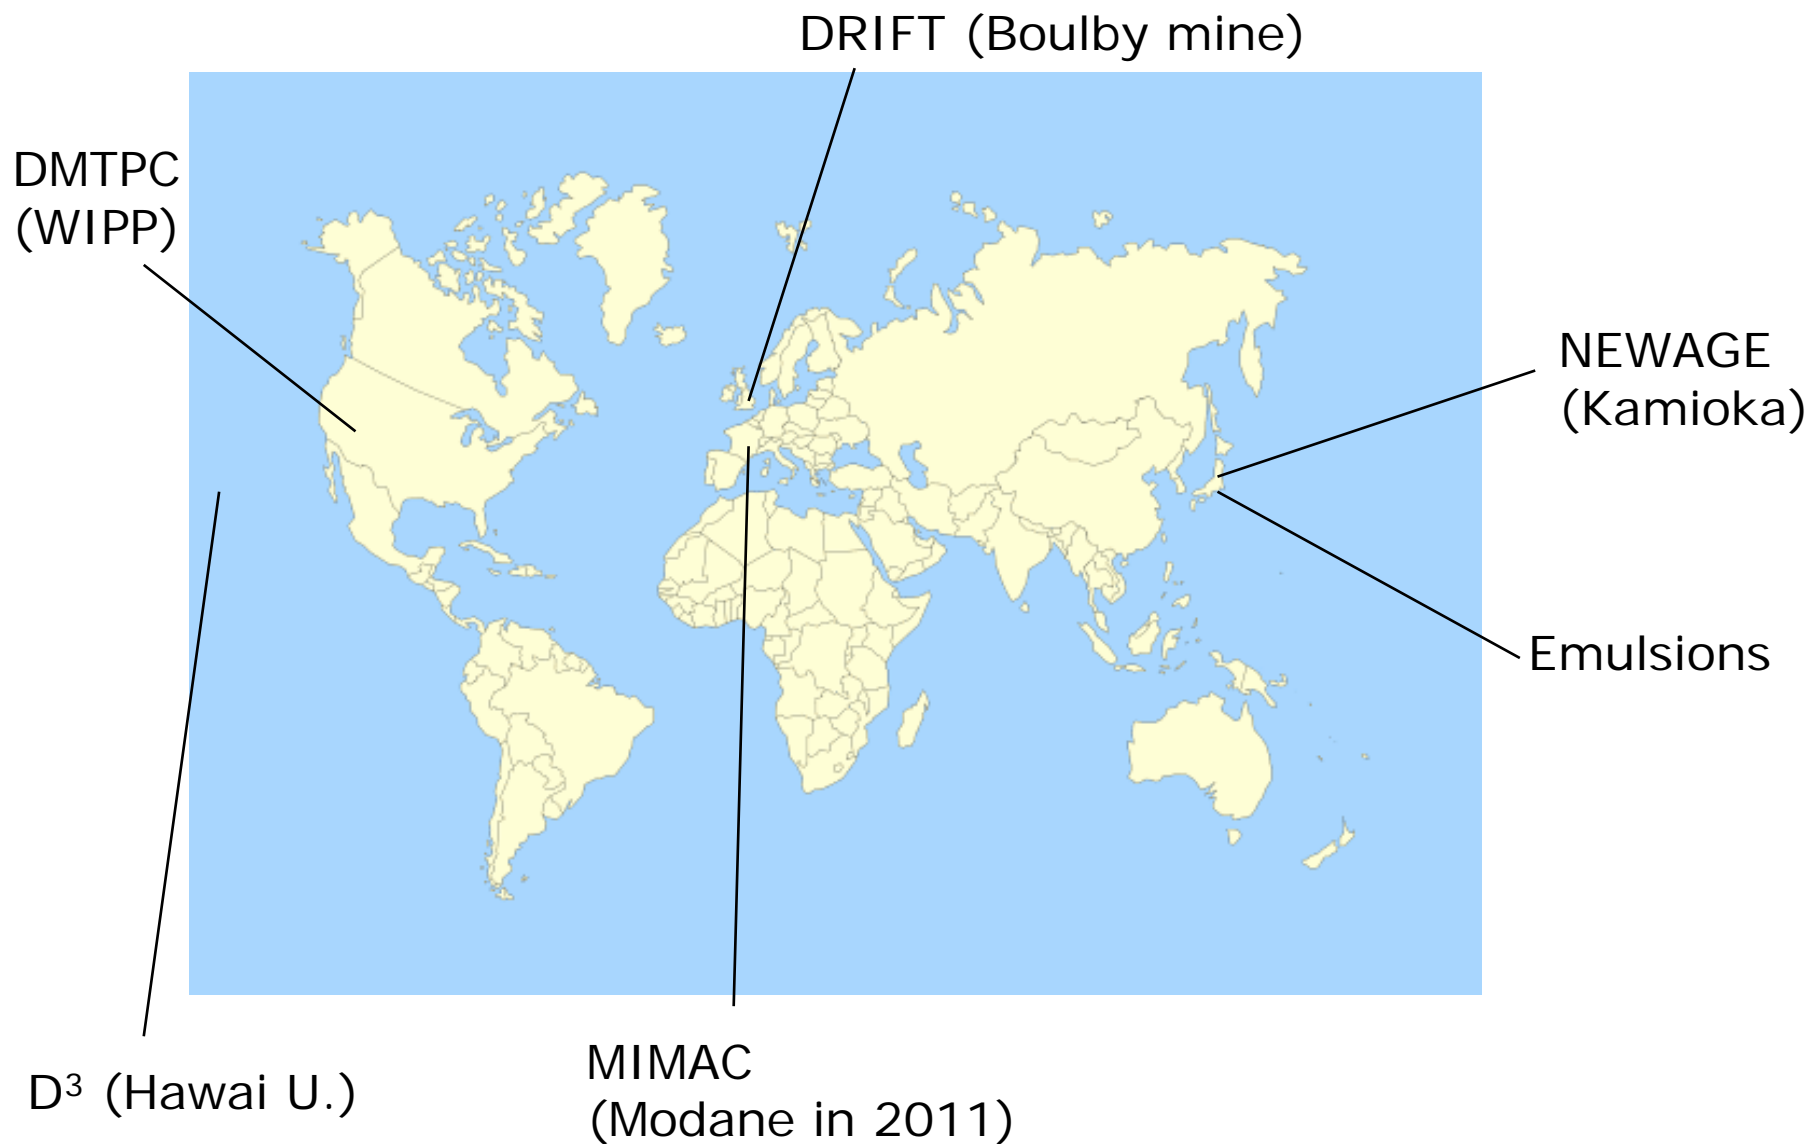 DRIFT (Boulby mine)
DMTPC
(WIPP)
NEWAGE
(Kamioka)
Emulsions
D³ (Hawai U.)
MIMAC
(Modane in 2011)